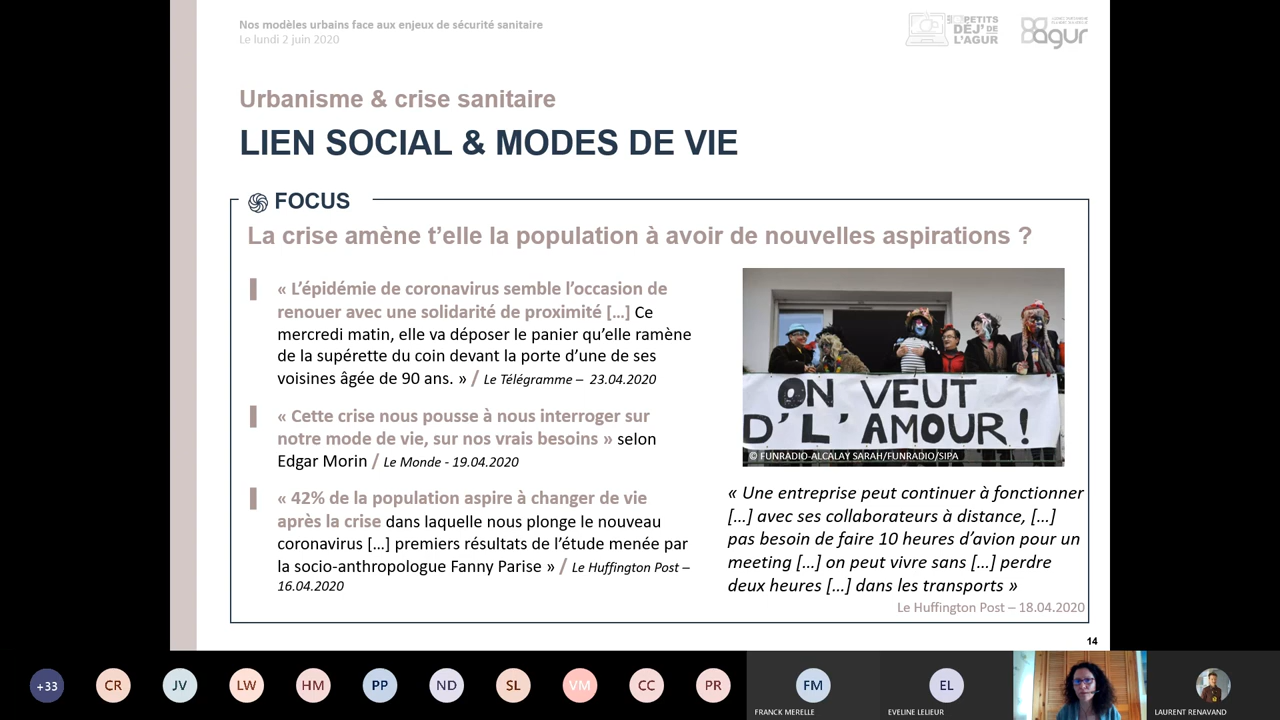 Nos modèles urbains face aux enjeux de sécurité sanitaire
Le lundi 2 juin 2020
PETITS
DÉJ' DE
L'AGUR
agur
Urbanisme & crise sanitaire
LIEN SOCIAL & MODES DE VIE
FOCUS
La crise amène t'elle la population à avoir de nouvelles aspirations ?
« L'épidémie de coronavirus semble l'occasion de
renouer avec une solidarité de proximité […] Ce
mercredi matin, elle va déposer le panier qu'elle ramène
de la supérette du coin devant la porte d'une de ses
voisines âgée de 90 ans. » / Le Télégramme – 23.04.2020
« Cette crise nous pousse à nous interroger sur
notre mode de vie, sur nos vrais besoins » selon
Edgar Morin / Le Monde - 19.04.2020
« 42% de la population aspire à changer de vie
après la crise dans laquelle nous plonge le nouveau
coronavirus […] premiers résultats de l'étude menée par
la socio-anthropologue Fanny Parise » / Le Huffington Post –
16.04.2020
ON VEUT
D'L'AMOUR !
© FUNRADIO-ALCALAY SARAH/FUNRADIO/SIPA
« Une entreprise peut continuer à fonctionner
[…] avec ses collaborateurs à distance, […]
pas besoin de faire 10 heures d'avion pour un
meeting […] on peut vivre sans […] perdre
deux heures […] dans les transports »
Le Huffington Post – 18.04.2020
14
+33
CR
JV
LW
HM
PP
ND
SL
VM
CC
PR
FM
EL
FRANCK MERELLE
EVELINE LELIEUR
LAURENT RENAVAND